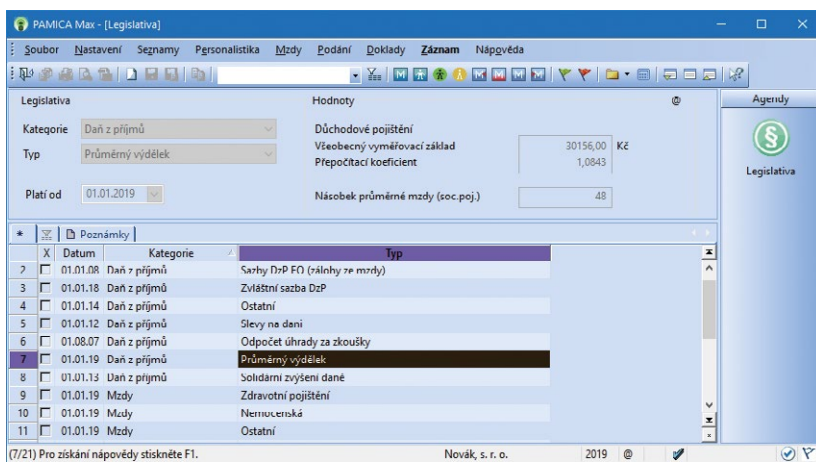 PAMICA Max - [Legislativa]
Soubor Nastavení Seznamy Personalistika Mzdy Podání Doklady Záznam Nápověda
Legislativa Hodnoty @ Agendy
Kategorie Daň z příjmů Důchodové pojištění
Všeobecný vyměřovací základ 30156,00 Kč
Typ Průměrný výdělek Přepočítací koeficient 1,0843
Legislativa
Platí od 01.01.2019 Násobek průměrné mzdy (soc.poj.) 48
* Poznámky
X Datum Kategorie Typ
2 01.01.08 Daň z příjmů Sazby DzP FO (zálohy ze mzdy)
3 01.01.18 Daň z příjmů Zvláštní sazba DzP
4 01.01.14 Daň z příjmů Ostatní
5 01.01.12 Daň z příjmů Slevy na dani
6 01.08.07 Daň z příjmů Odpočet úhrady za zkoušky
7 01.01.19 Daň z příjmů Průměrný výdělek
8 01.01.13 Daň z příjmů Solidární zvýšení daně
9 01.01.19 Mzdy Zdravotní pojištění
10 01.01.19 Mzdy Nemocenská
11 01.01.19 Mzdy Ostatní
(7/21) Pro získání nápovědy stiskněte F1. Novák, s. r. o. 2019 @